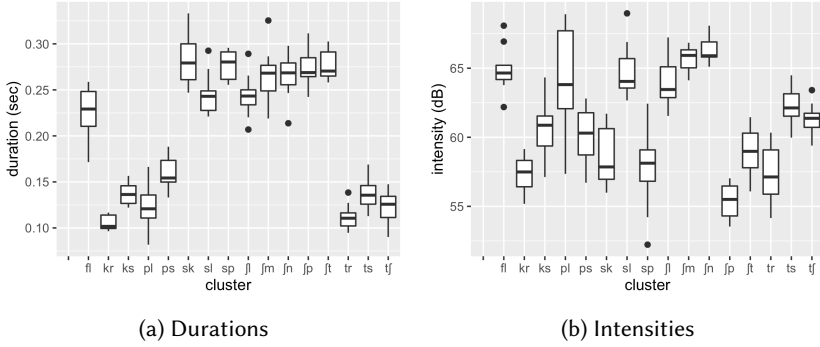 0.30
0.25
0.20
0.15
0.10
duration (sec)
fl kr ks pl ps sk sl sp ʃl ʃm ʃn ʃp ʃt tr ts tʃ
cluster
(a) Durations
65
60
55
intensity (dB)
fl kr ks pl ps sk sl sp ʃl ʃm ʃn ʃp ʃt tr ts tʃ
cluster
(b) Intensities